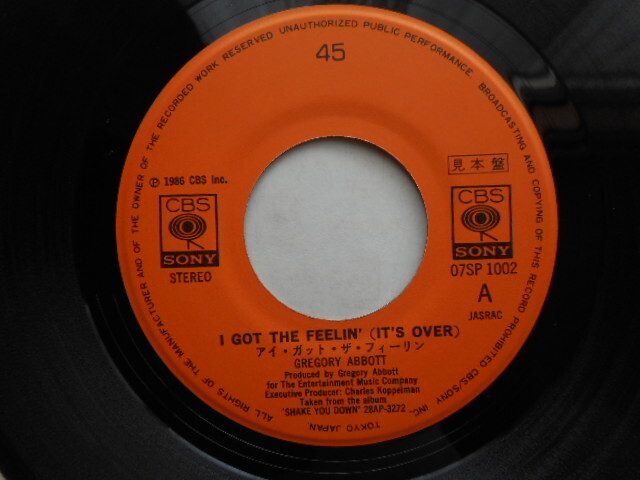 ALL RIGHTS OF THE MANUFACTURER AND OF THE OWNER OF THE RECORDED WORK RESERVED UNAUTHORIZED PUBLIC PERFORMANCE, BROADCASTING AND COPYING OF THIS RECORD PROHIBITED CBS/SONY INC. TOKYO JAPAN
45
℗ 1986 CBS Inc.
見本盤
CBS
SONY
STEREO
CBS
SONY
07SP 1002
A
JASRAC
I GOT THE FEELIN' (IT'S OVER)
アイ・ガット・ザ・フィーリン
GREGORY ABBOTT
Produced by Gregory Abbott
for The Entertainment Music Company
Executive Producer: Charles Koppelman
Taken from the album
'SHAKE YOU DOWN' 28AP-3272